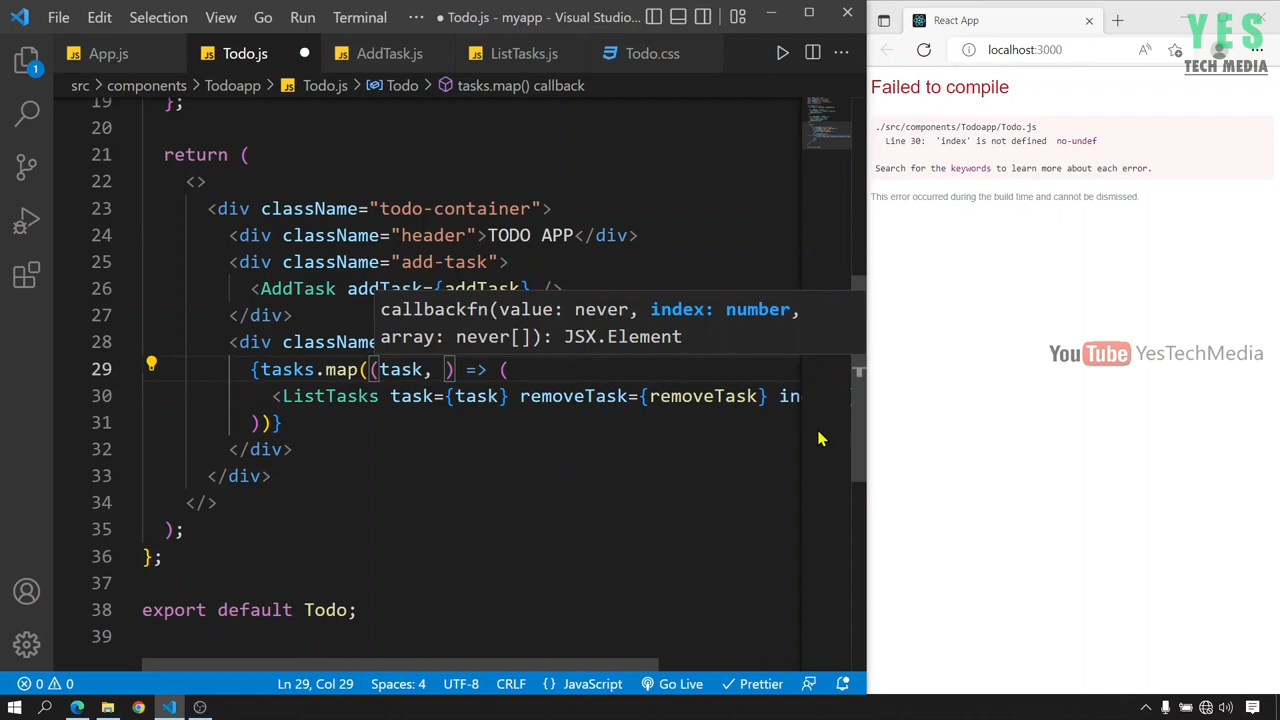 File Edit Selection View Go Run Terminal ··· ● Todo.js - myapp - Visual Studio...
App.js Todo.js ● AddTask.js ListTasks.js Todo.css
src > components > Todoapp > Todo.js > Todo > tasks.map() callback
19 };
20
21 return (
22 <>
23 <div className="todo-container">
24 <div className="header">TODO APP</div>
25 <div className="add-task">
26 <AddTask addTask={addTask} />
27 </div>
28 <div className
callbackfn(value: never, index: number,
array: never[]): JSX.Element
29 {tasks.map((task, ) => (
30 <ListTasks task={task} removeTask={removeTask} in
31 ))}
32 </div>
33 </div>
34 </>
35 );
36 };
37
38 export default Todo;
39
1
0 0 Ln 29, Col 29 Spaces: 4 UTF-8 CRLF {} JavaScript Go Live Prettier
React App
localhost:3000
YES
TECH MEDIA
Failed to compile
./src/components/Todoapp/Todo.js
Line 30: 'index' is not defined no-undef
Search for the keywords to learn more about each error.
This error occurred during the build time and cannot be dismissed.
YouTube YesTechMedia